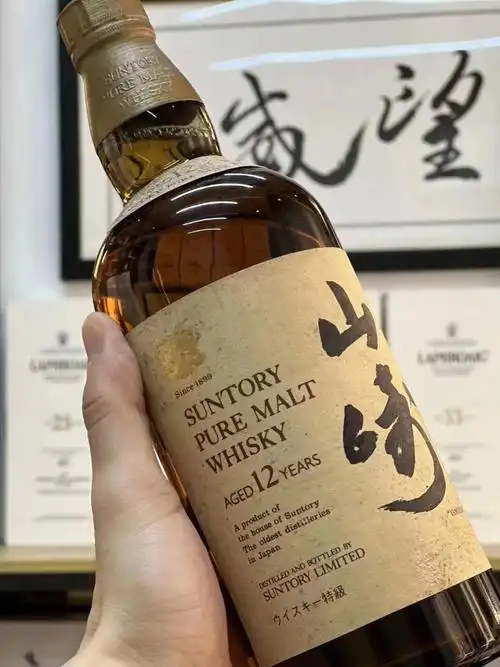 SUNTORY
PURE MALT
WHISKY
Since 1899
SUNTORY
PURE MALT
WHISKY
AGED 12 YEARS
A product of
the house of Suntory
The oldest distilleries
in Japan
DISTILLED AND BOTTLED BY
SUNTORY LIMITED
ウイスキー特級
山崎
望
歳
LAPHROAIG
LAPHROAIG